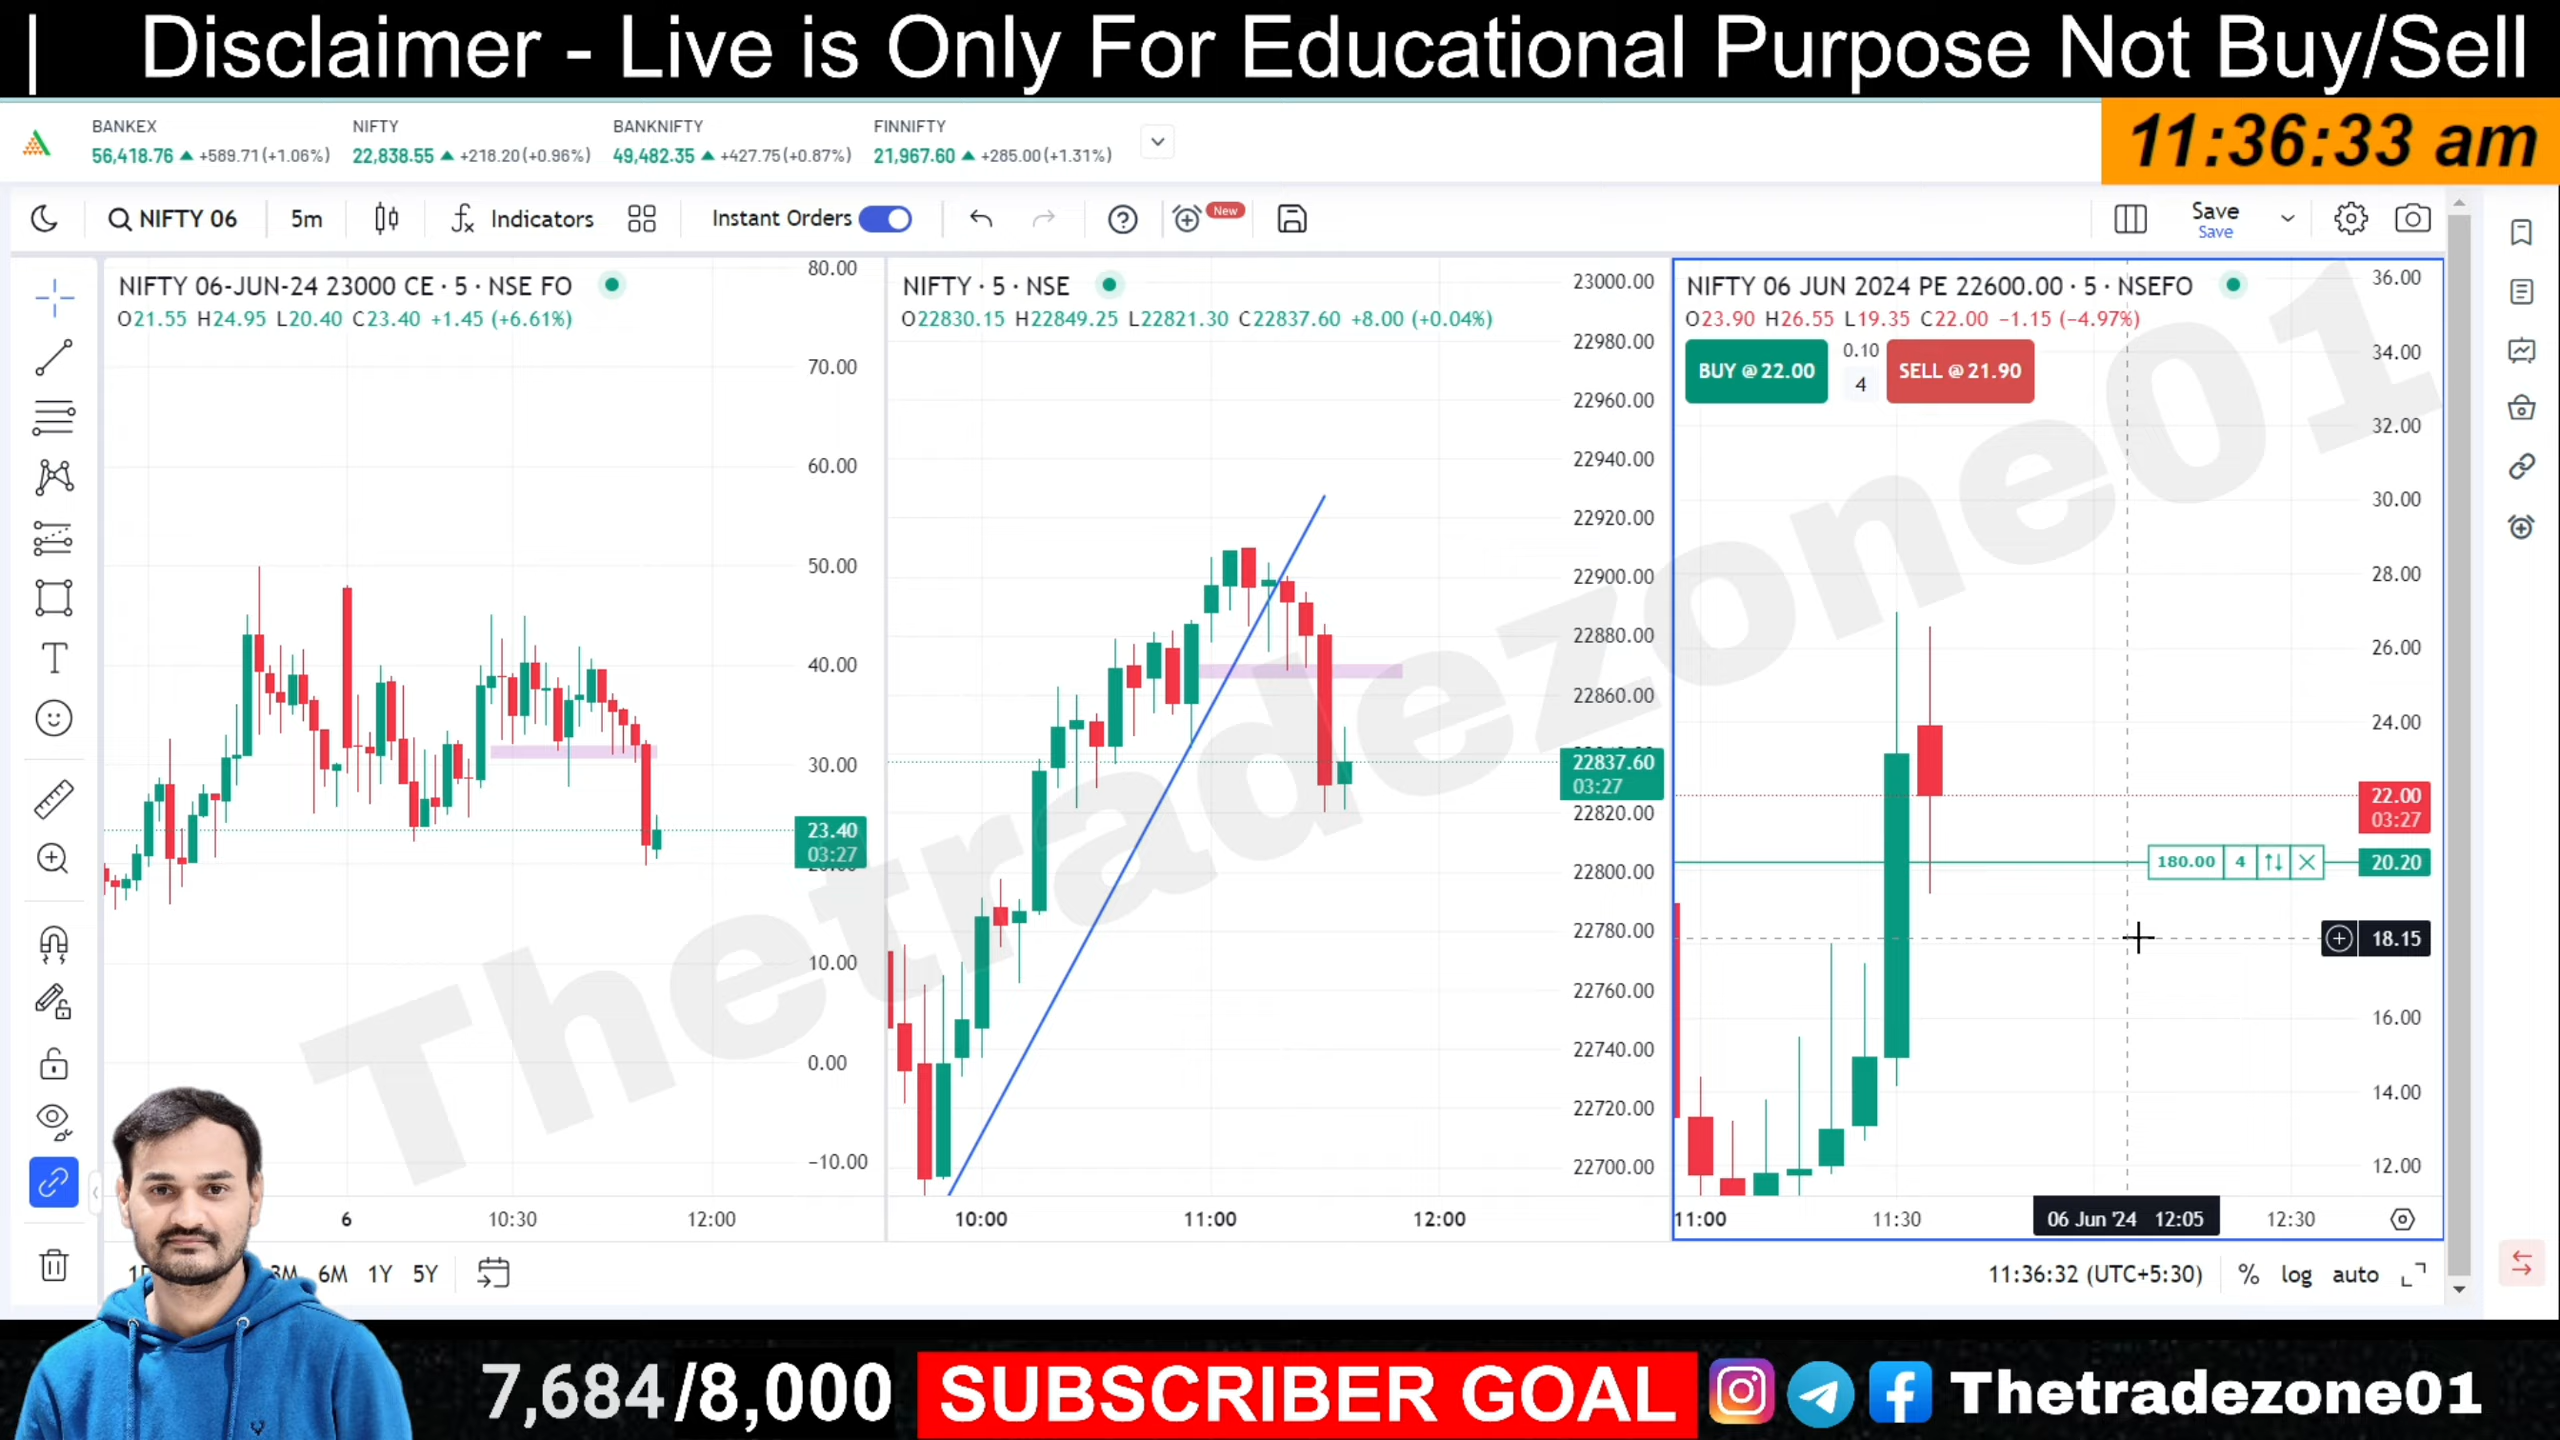 | Disclaimer - Live is Only For Educational Purpose Not Buy/Sell
BANKEX
56,418.76 +589.71(+1.06%)
NIFTY
22,838.55 +218.20(+0.96%)
BANKNIFTY
49,482.35 +427.75(+0.87%)
FINNIFTY
21,967.60 +285.00(+1.31%)
11:36:33 am
NIFTY 06
5m
Indicators
Instant Orders
New
Save
Save
NIFTY 06-JUN-24 23000 CE · 5 · NSE FO
O21.55 H24.95 L20.40 C23.40 +1.45 (+6.61%)
80.00
70.00
60.00
50.00
40.00
30.00
23.40
03:27
10.00
0.00
-10.00
6
10:30
12:00
NIFTY · 5 · NSE
O22830.15 H22849.25 L22821.30 C22837.60 +8.00 (+0.04%)
23000.00
22980.00
22960.00
22940.00
22920.00
22900.00
22880.00
22860.00
22837.60
03:27
22820.00
22800.00
22780.00
22760.00
22740.00
22720.00
22700.00
10:00
11:00
12:00
NIFTY 06 JUN 2024 PE 22600.00 · 5 · NSEFO
O23.90 H26.55 L19.35 C22.00 -1.15 (-4.97%)
BUY @ 22.00
0.10
4
SELL @ 21.90
36.00
34.00
32.00
30.00
28.00
26.00
24.00
22.00
03:27
180.00 4
20.20
18.15
16.00
14.00
12.00
11:00
11:30
06 Jun '24 12:05
12:30
Thetradezone01
6M 1Y 5Y
11:36:32 (UTC+5:30)
% log auto
7,684/8,000
SUBSCRIBER GOAL
Thetradezone01